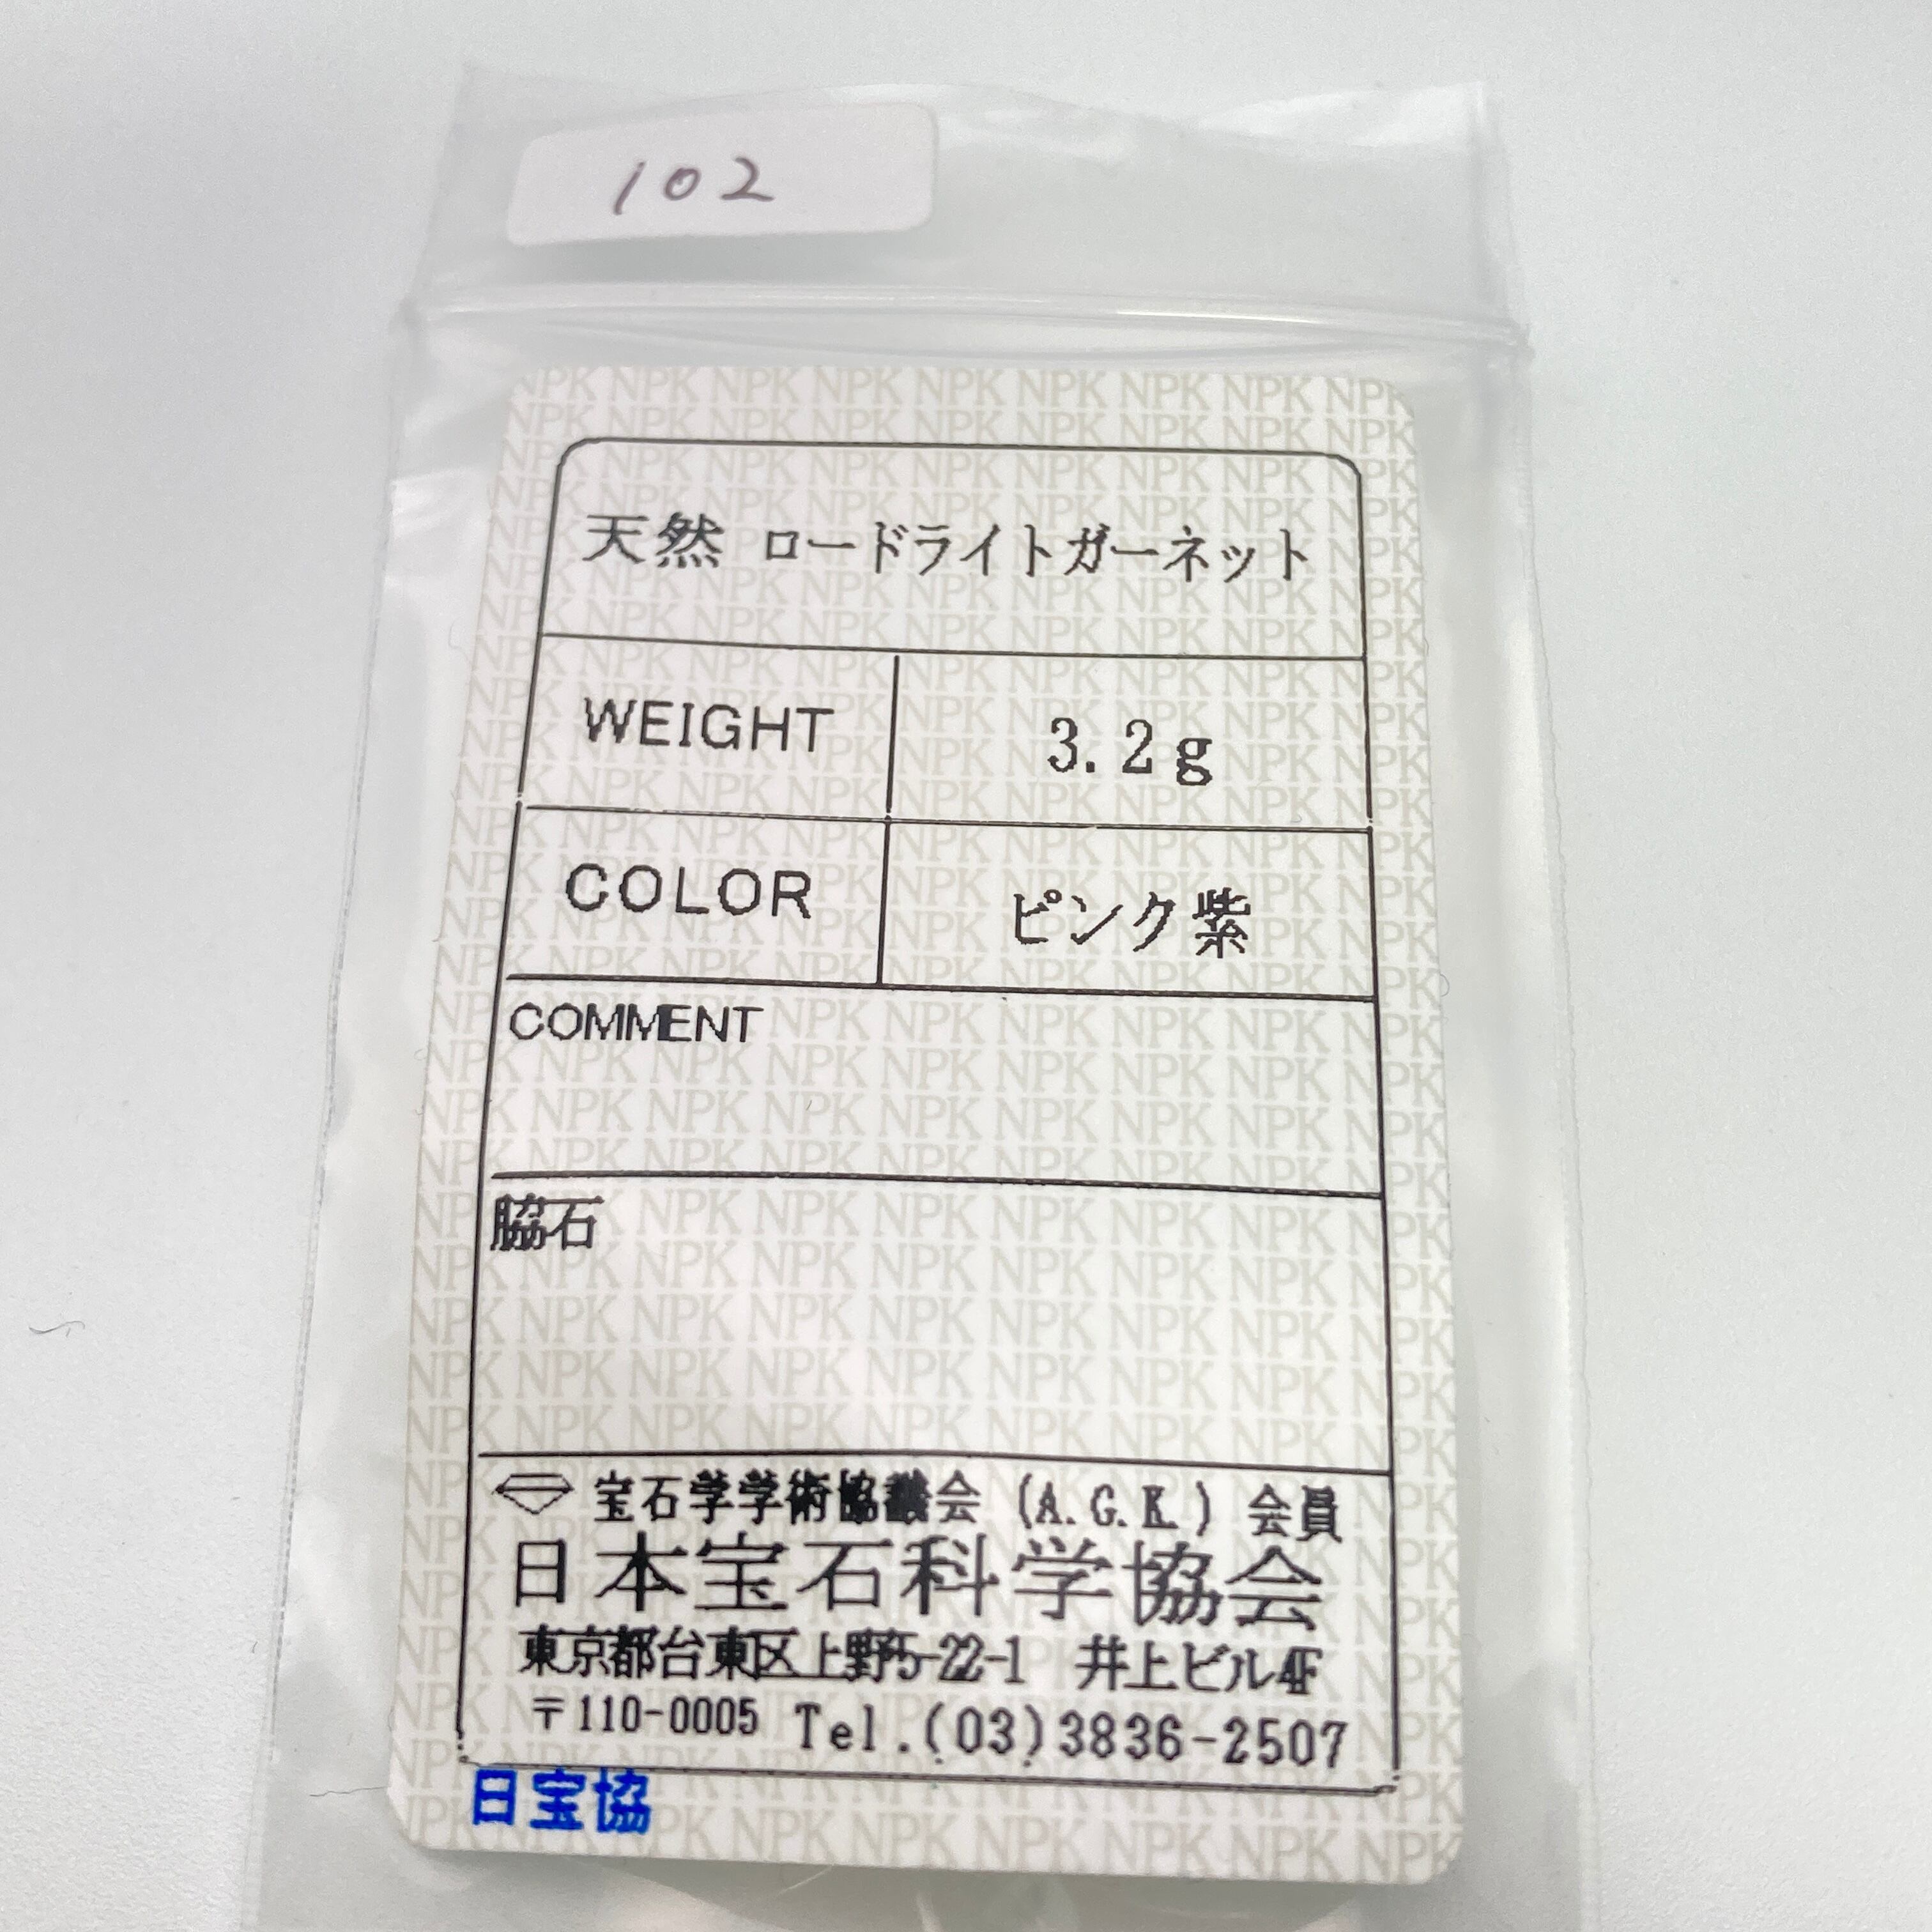 102
天然 ロードライトガーネット
WEIGHT 3.2g
COLOR ピンク紫
COMMENT
脇石
宝石学学術協議会 (A.G.K.) 会員
日本宝石科学協会
東京都台東区上野5-22-1 井上ビル4F
〒110-0005 Tel.(03)3836-2507
日宝協